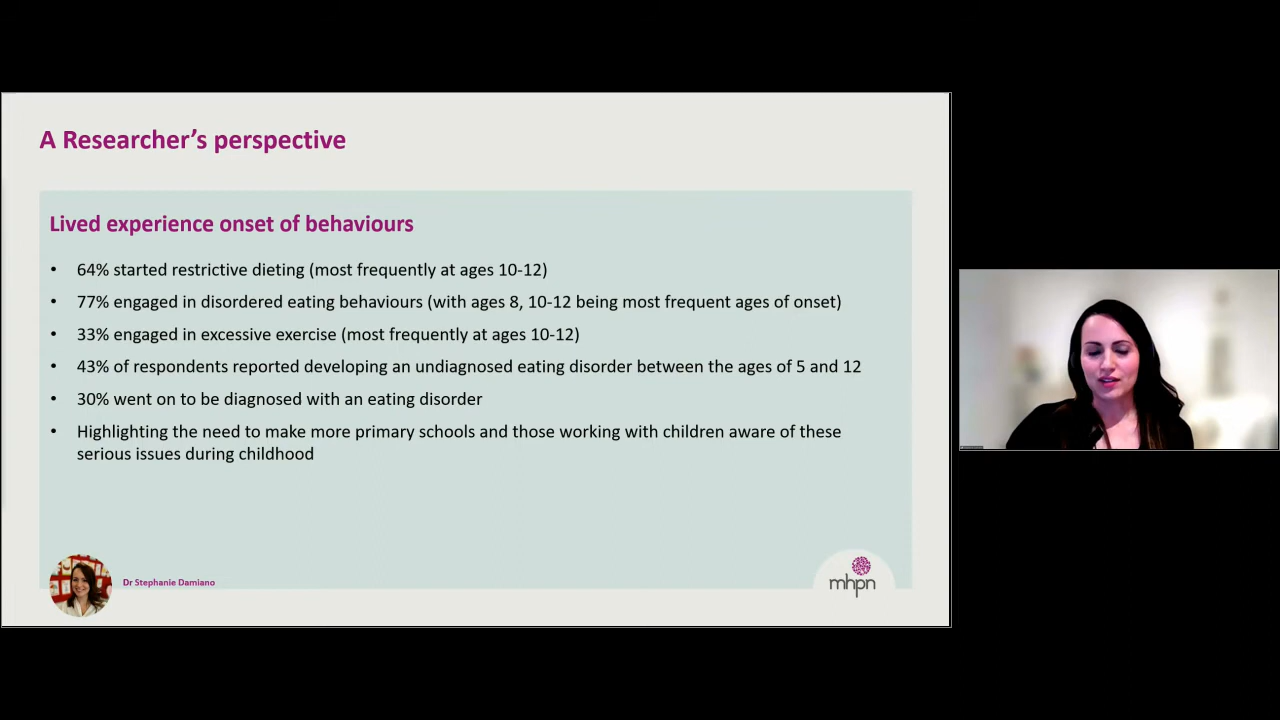 A Researcher’s perspective
Lived experience onset of behaviours
• 64% started restrictive dieting (most frequently at ages 10-12)
• 77% engaged in disordered eating behaviours (with ages 8, 10-12 being most frequent ages of onset)
• 33% engaged in excessive exercise (most frequently at ages 10-12)
• 43% of respondents reported developing an undiagnosed eating disorder between the ages of 5 and 12
• 30% went on to be diagnosed with an eating disorder
• Highlighting the need to make more primary schools and those working with children aware of these
serious issues during childhood
Dr Stephanie Damiano
mhpn